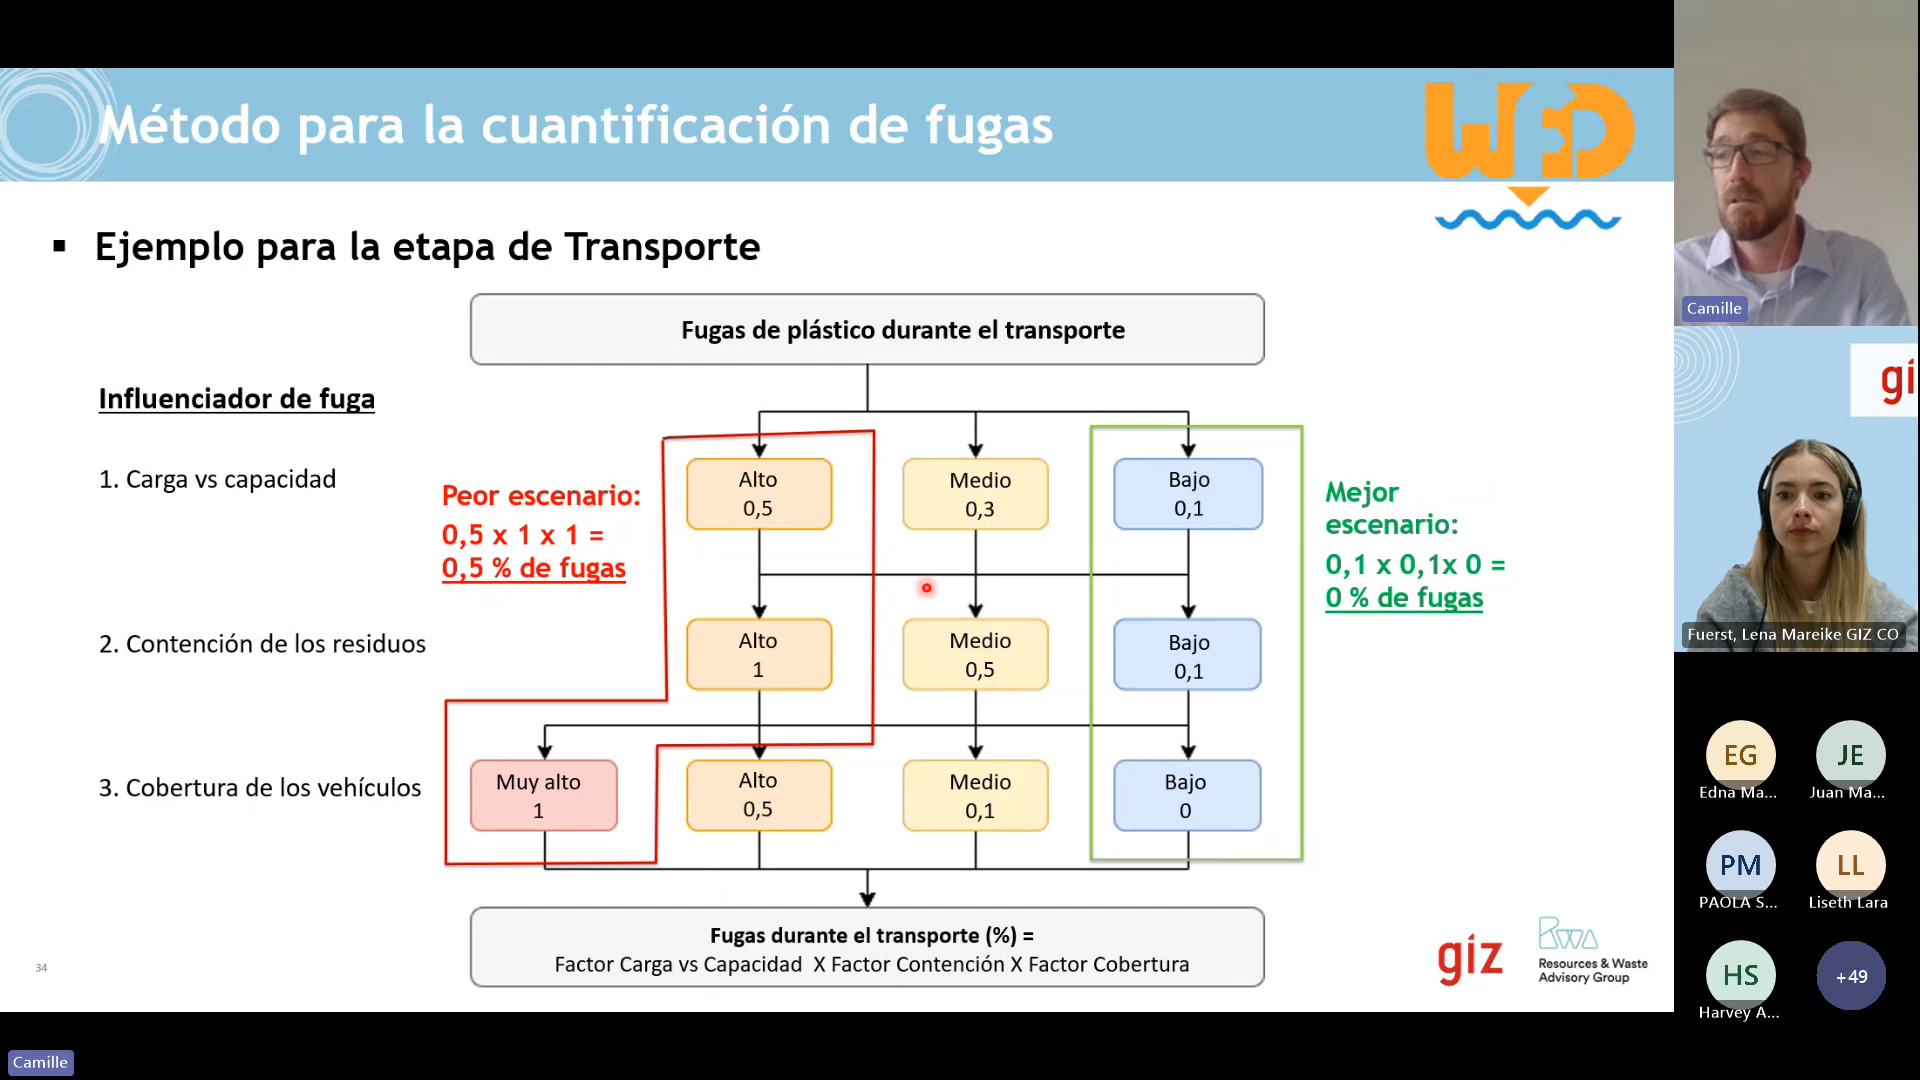 Método para la cuantificación de fugas
WFD
▪ Ejemplo para la etapa de Transporte
Fugas de plástico durante el transporte
Influenciador de fuga
1. Carga vs capacidad
Peor escenario:
0,5 x 1 x 1 =
0,5 % de fugas
Alto
0,5
Medio
0,3
Bajo
0,1
Mejor
escenario:
0,1 x 0,1x 0 =
0 % de fugas
2. Contención de los residuos
Alto
1
Medio
0,5
Bajo
0,1
3. Cobertura de los vehículos
Muy alto
1
Alto
0,5
Medio
0,1
Bajo
0
Fugas durante el transporte (%) =
Factor Carga vs Capacidad X Factor Contención X Factor Cobertura
34
giz
RWA
Resources & Waste
Advisory Group
Camille
Camille
gi
Fuerst, Lena Mareike GIZ CO
EG
Edna Ma...
JE
Juan Ma...
PM
PAOLA S...
LL
Liseth Lara
HS
Harvey A...
+49